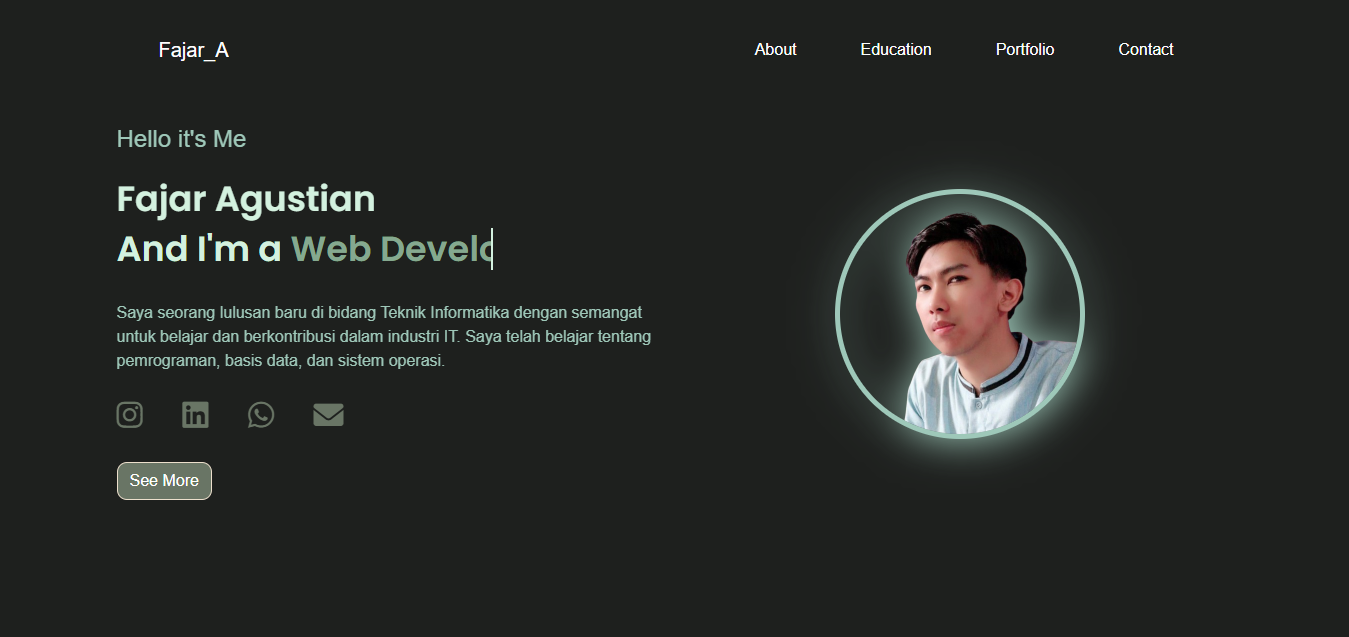 Fajar_A
About Education Portfolio Contact
Hello it's Me
Fajar Agustian
And I'm a Web Develo
Saya seorang lulusan baru di bidang Teknik Informatika dengan semangat
untuk belajar dan berkontribusi dalam industri IT. Saya telah belajar tentang
pemrograman, basis data, dan sistem operasi.
See More